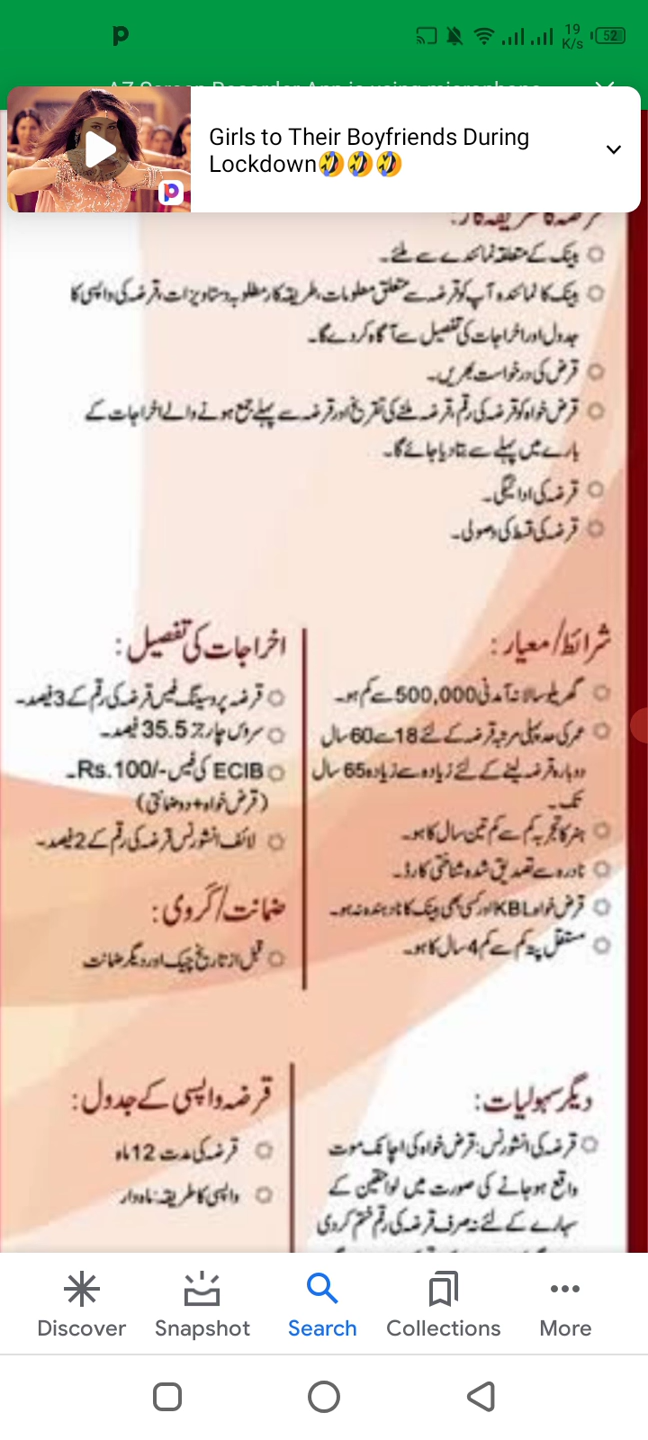 19 K/s 52
Girls to Their Boyfriends During
Lockdown🤣🤣🤣
بینک کے متعلقہ نمائندے سے ملئے۔
بینک کا نمائندہ آپ کو قرضہ سے متعلق معلومات، طریقہ کار مطلوبہ دستاویزات، قرضہ کی واپسی کا
جدول اور اخراجات کی تفصیل سے آگاہ کردے گا۔
قرض کی درخواست بھریں۔
قرض خواہ کو قرضہ کی رقم، قرضہ ملنے کی تقریخ اور قرضہ سے پہلے جمع ہونے والے اخراجات کے
بارے میں پہلے سے بتا دیا جائے گا۔
قرضہ کی ادائیگی۔
قرضہ کی قسط کی وصولی۔
شرائط/معیار:
گھریلو سالانہ آمدنی 500,000 سے کم ہو۔
عمر کی حد پہلی مرتبہ قرضہ کے لئے 18 سے 60 سال
دوبارہ قرضہ لینے کے لئے زیادہ سے زیادہ 65 سال
تک۔
ہنر کا تجربہ کم سے کم تین سال کا ہو۔
نادرہ سے تصدیق شدہ شناختی کارڈ۔
قرض خواہ KBL اور کسی بھی بینک کا نادہندہ نہ ہو۔
مستقل پتہ کم سے کم 4 سال کا ہو۔
اخراجات کی تفصیل:
قرضہ پروسیسنگ فیس قرضہ کی رقم کے 3 فیصد۔
سروس چارجز 35.5 فیصد۔
ECIB کی فیس Rs.100/-۔
(قرض خواہ + دو ضمانتی)
لائف انشورنس قرضہ کی رقم کے 2 فیصد۔
ضمانت/گروی:
قبل از تاریخ چیک اور دیگر ضمانت
دیگر سہولیات:
قرضہ کی انشورنس: قرض خواہ کی اچانک موت
واقع ہو جانے کی صورت میں لواحقین کے
سہارے کے لئے نہ صرف قرضہ کی رقم ختم کردی
قرضہ واپسی کے جدول:
قرضہ کی مدت 12 ماہ
واپسی کا طریقہ: ماہوار
Discover Snapshot Search Collections More